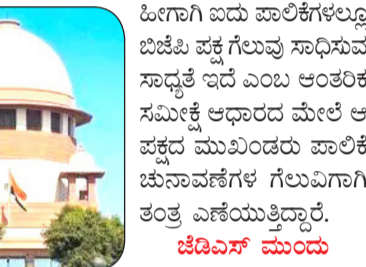 ಹೀಗಾಗಿ ಐದು ಪಾಲಿಕೆಗಳಲ್ಲೂ
ಬಿಜೆಪಿ ಪಕ್ಷ ಗೆಲುವು ಸಾಧಿಸುವ
ಸಾಧ್ಯತೆ ಇದೆ ಎಂಬ ಆಂತರಿಕ
ಸಮೀಕ್ಷೆ ಆಧಾರದ ಮೇಲೆ ಆ
ಪಕ್ಷದ ಮುಖಂಡರು ಪಾಲಿಕೆ
ಚುನಾವಣೆಗಳ ಗೆಲುವಿಗಾಗಿ
ತಂತ್ರ ಎಣೆಯುತ್ತಿದ್ದಾರೆ.
ಜೆಡಿಎಸ್ ಮುಂದು